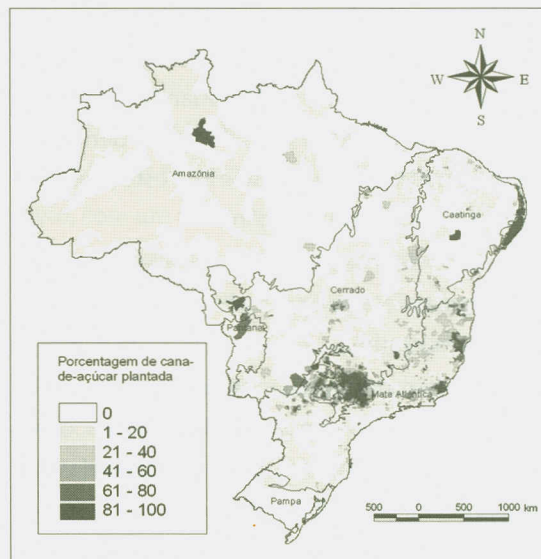 N
W E
S
Amazônia
Caatinga
Cerrado
Pantanal
Mata Atlântica
Pampa
Porcentagem de cana-
de-açúcar plantada
0
1 - 20
21 - 40
41 - 60
61 - 80
81 - 100
500 0 500 1000 km